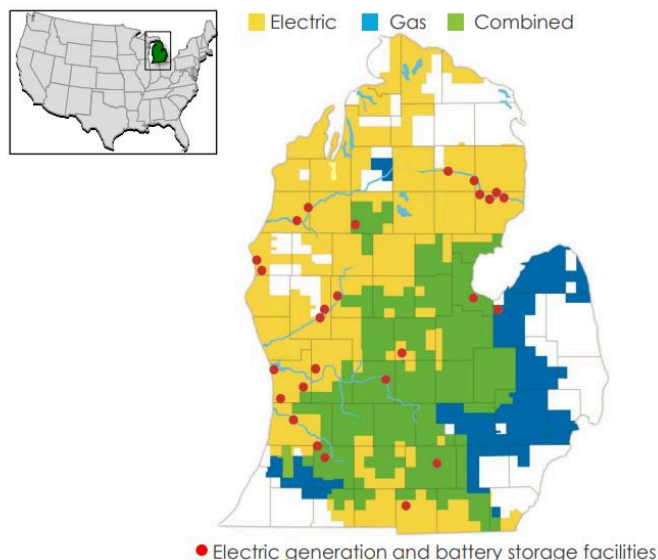 Electric Gas Combined
Electric generation and battery storage facilities